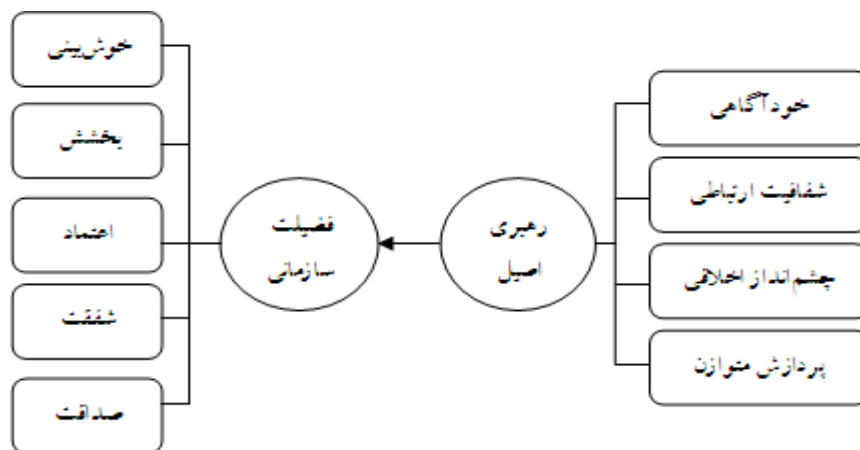 خودآگاهی
شفافیت ارتباطی
چشم‌انداز اخلاقی
پردازش متوازن
رهبری
اصیل
فضیلت
سازمانی
خوش‌بینی
بخشش
اعتماد
شفقت
صداقت